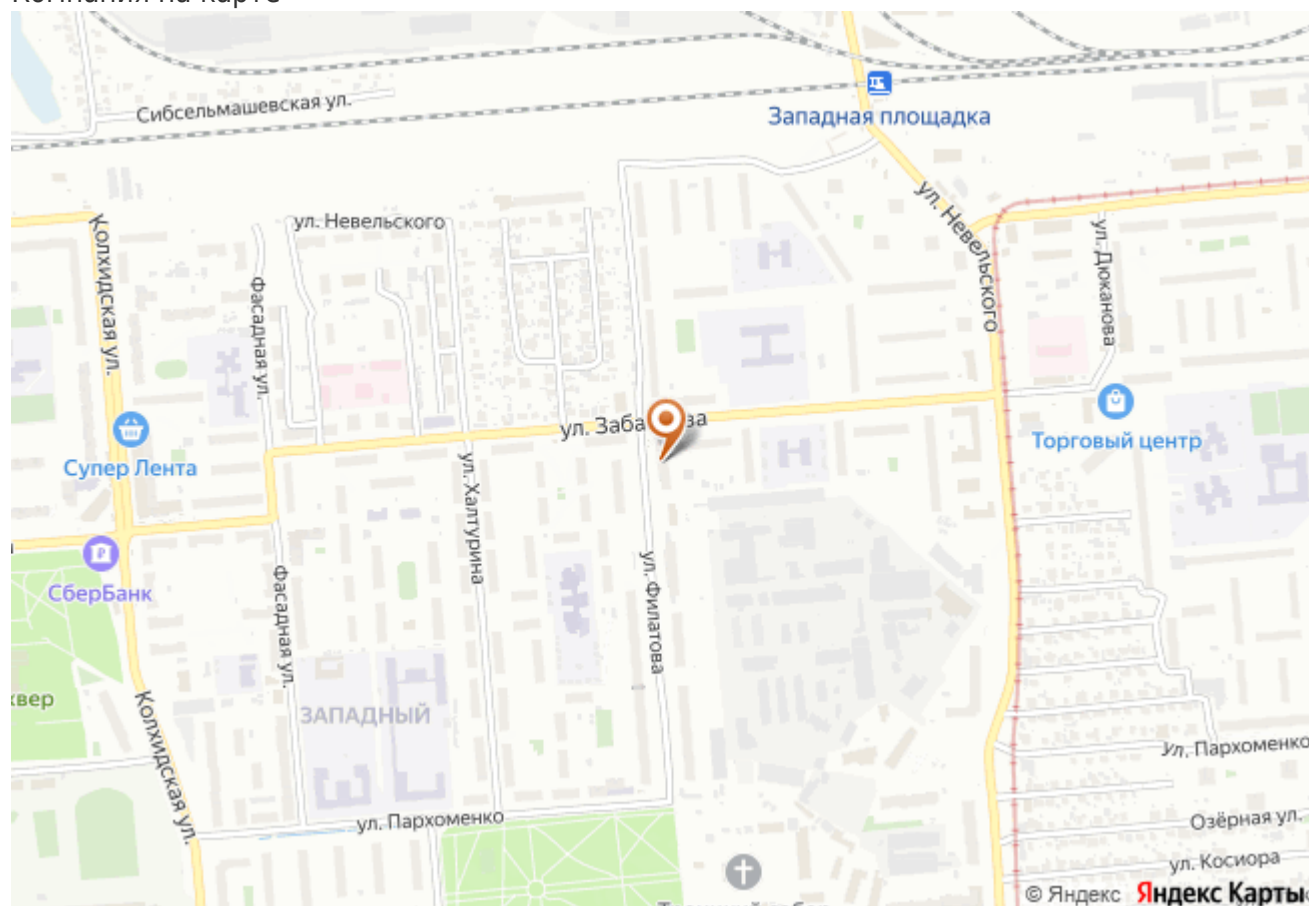 Сибсельмашевская ул.
Западная площадка
ул. Невельского
ул. Невельского
Колхидская ул.
Фасадная ул.
ул. Дюканова
ул.
Супер Лента
ул. Халтурина
Торговый центр
СберБанк
Фасадная ул.
ул. Филатова
ЗАПАДНЫЙ
Колхидская ул.
ул. Пархоменко
ул. Пархоменко
Озёрная ул.
ул. Косиора
© Яндекс Яндекс Карты